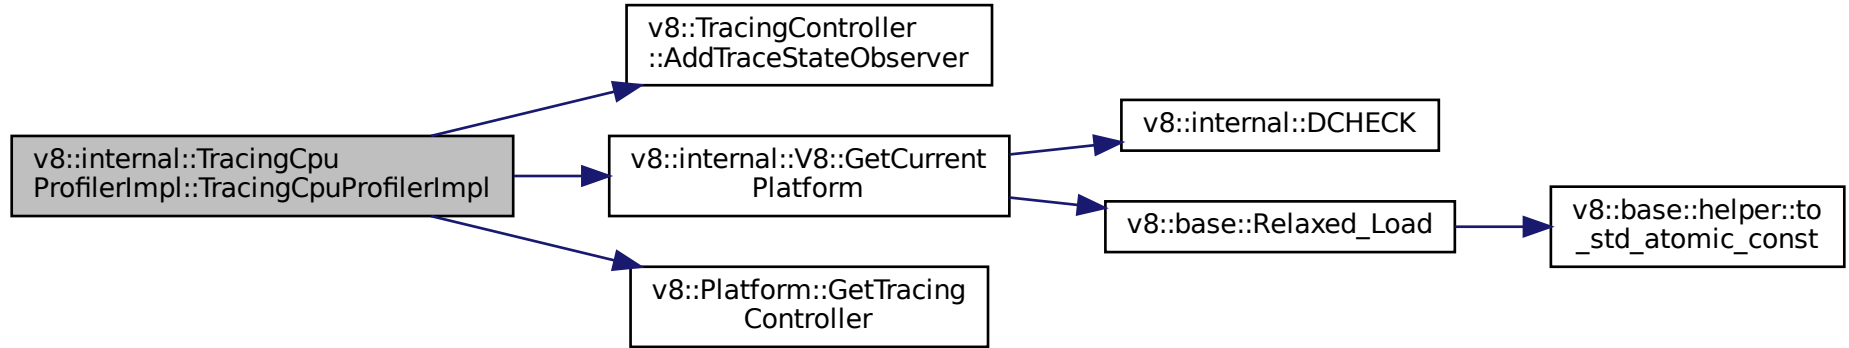 v8::TracingController
::AddTraceStateObserver
v8::internal::TracingCpu
ProfilerImpl::TracingCpuProfilerImpl
v8::internal::V8::GetCurrent
Platform
v8::Platform::GetTracing
Controller
v8::internal::DCHECK
v8::base::Relaxed_Load
v8::base::helper::to
_std_atomic_const